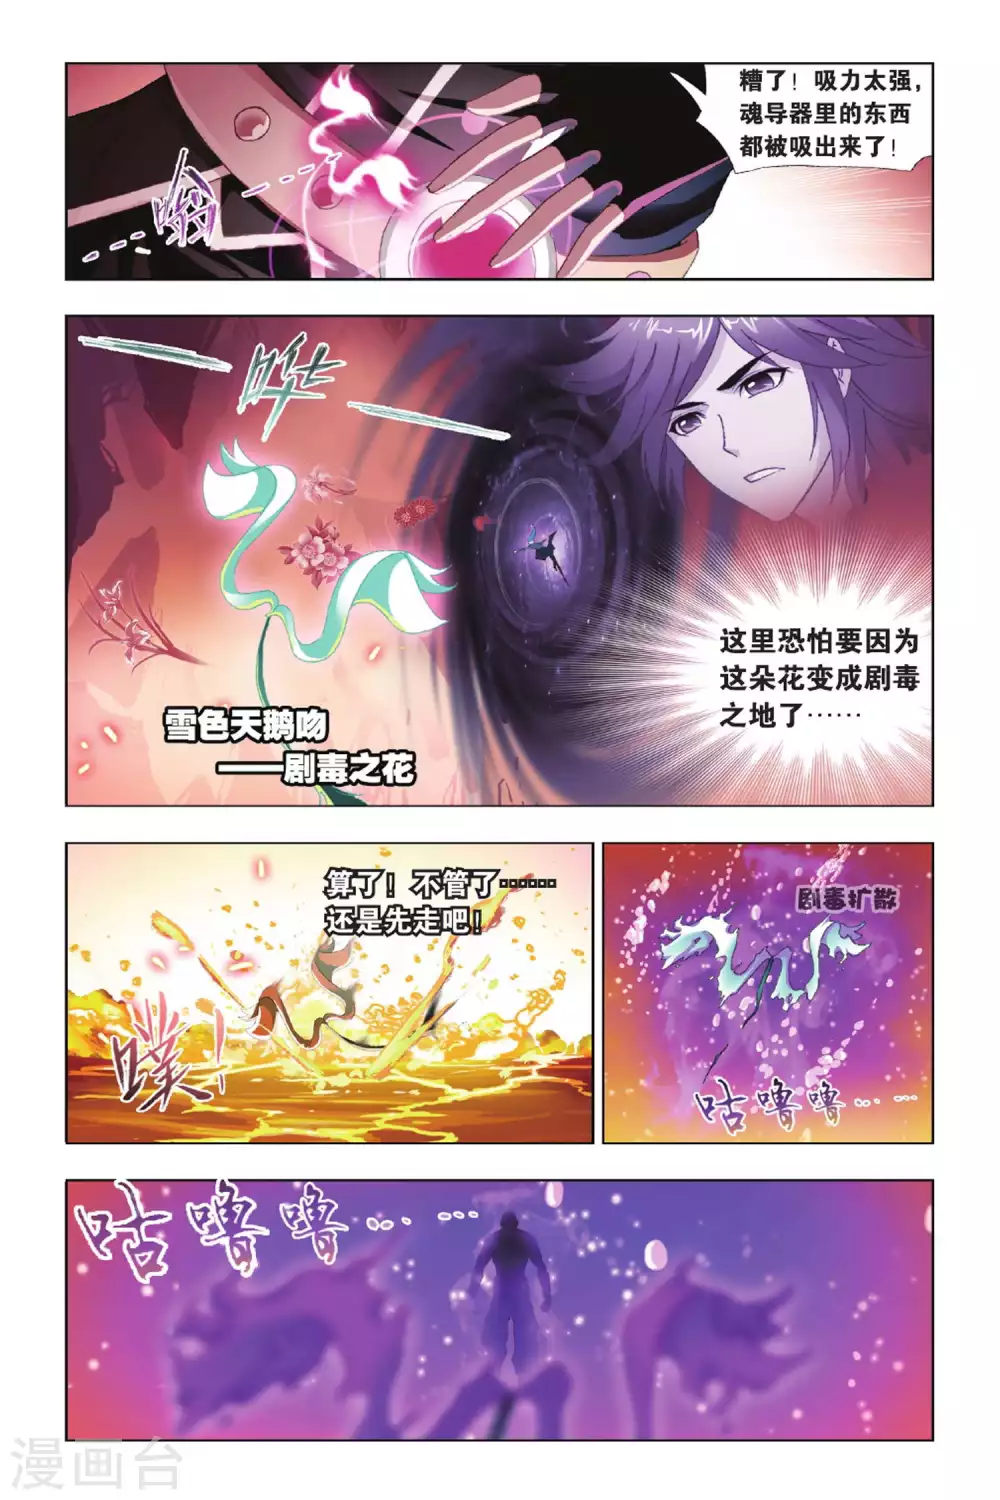 糟了！吸力太强，
魂导器里的东西
都被吸出来了！
嗡
哗
这里恐怕要因为
这朵花变成剧毒
之地了……
雪色天鹅吻
——剧毒之花
算了！不管了……
还是先走吧！
噗！
剧毒扩散
咕噜噜……
咕噜噜……
漫画台